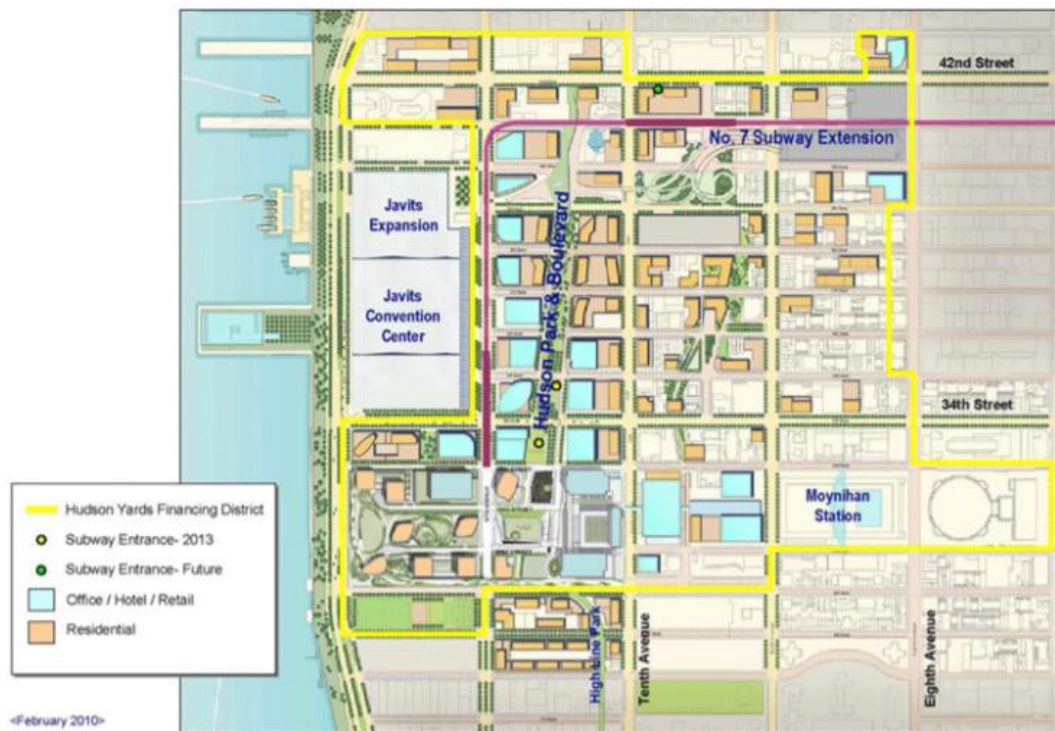 42nd Street
No. 7 Subway Extension
Javits
Expansion
Javits
Convention
Center
Hudson Park & Boulevard
34th Street
Moynihan
Station
Hudson Yards Financing District
Subway Entrance- 2013
Subway Entrance- Future
Office / Hotel / Retail
Residential
High Line Park
Tenth Avenue
Eighth Avenue
<February 2010>